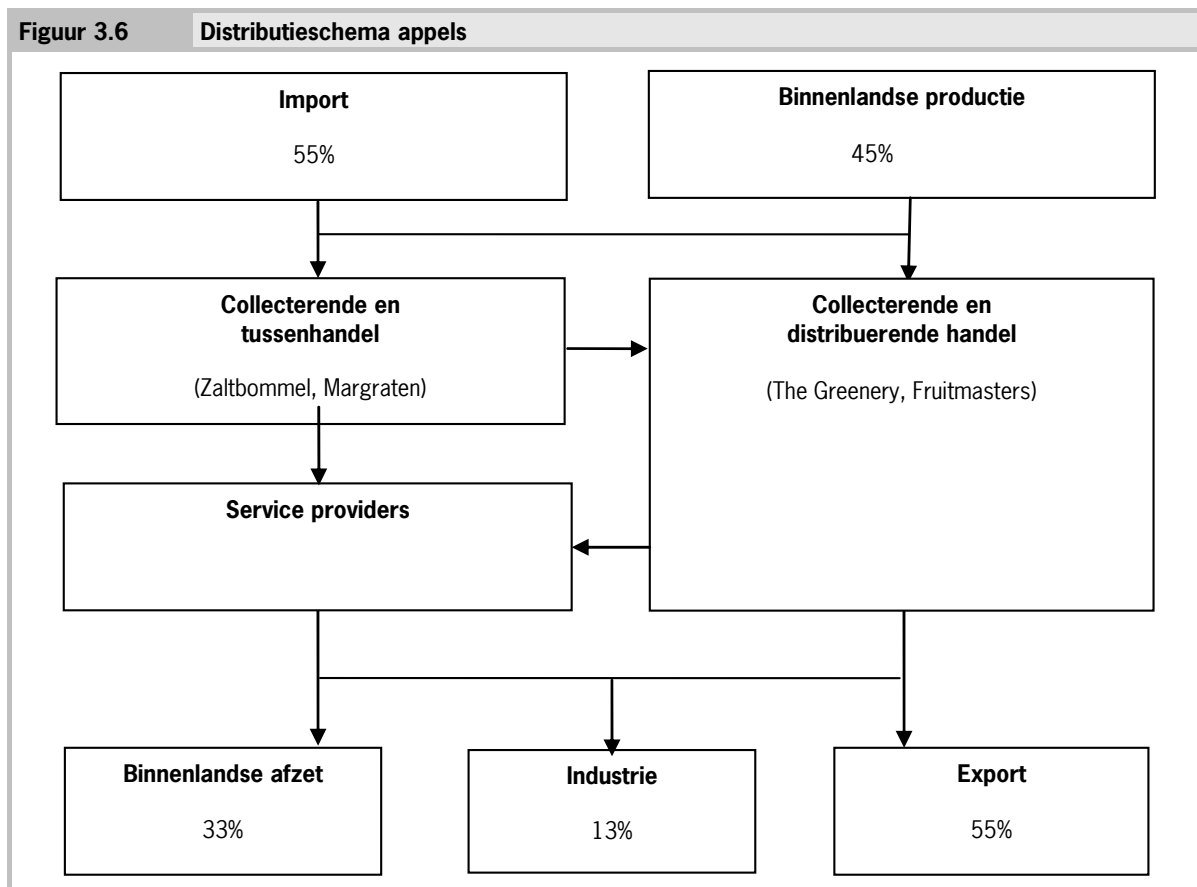 Figuur 3.6 Distributieschema appels
Import
55%
Binnenlandse productie
45%
Collecterende en
tussenhandel
(Zaltbommel, Margraten)
Collecterende en
distribuerende handel
(The Greenery, Fruitmasters)
Service providers
Binnenlandse afzet
33%
Industrie
13%
Export
55%